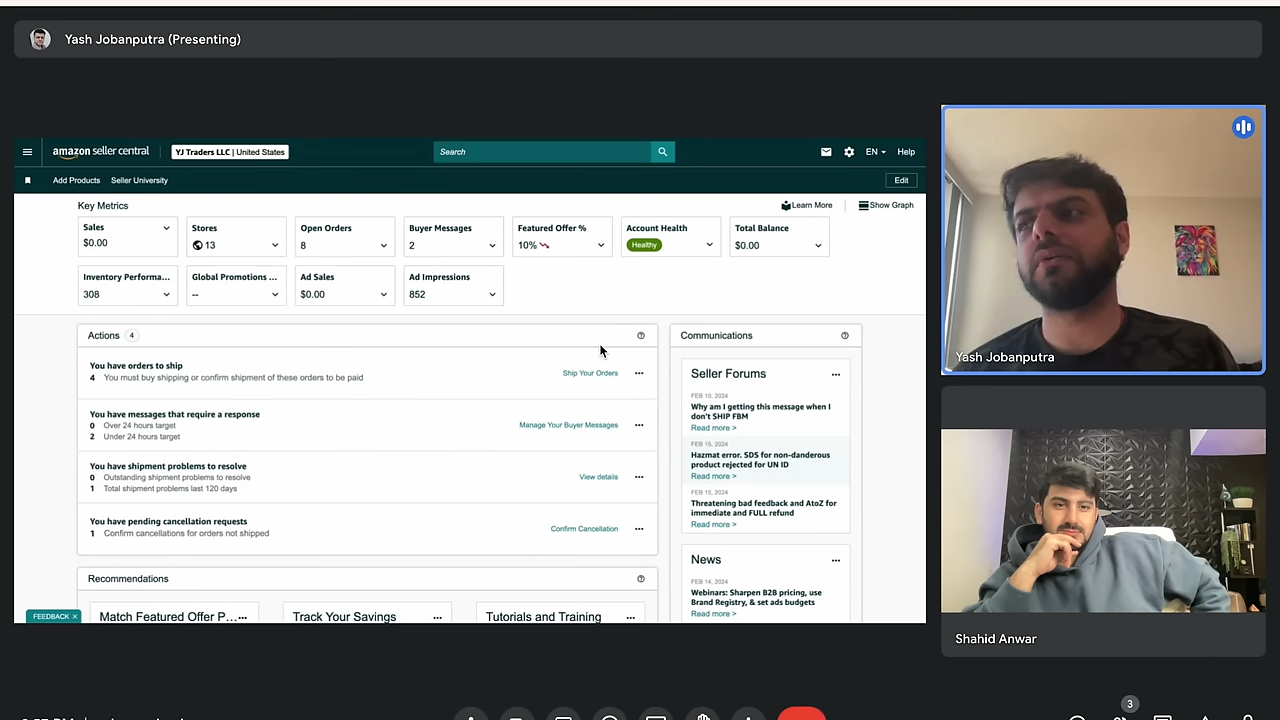 Yash Jobanputra (Presenting)
amazon seller central
YJ Traders LLC | United States
Search
EN
Help
Add Products
Seller University
Edit
Key Metrics
Learn More
Show Graph
Sales
$0.00
Stores
13
Open Orders
8
Buyer Messages
2
Featured Offer %
10%
Account Health
Healthy
Total Balance
$0.00
Inventory Performa...
308
Global Promotions ...
--
Ad Sales
$0.00
Ad Impressions
852
Actions 4
You have orders to ship
4 You must buy shipping or confirm shipment of these orders to be paid
Ship Your Orders
You have messages that require a response
0 Over 24 hours target
2 Under 24 hours target
Manage Your Buyer Messages
You have shipment problems to resolve
0 Outstanding shipment problems to resolve
1 Total shipment problems last 120 days
View details
You have pending cancellation requests
1 Confirm cancellations for orders not shipped
Confirm Cancellation
Recommendations
Match Featured Offer P...
Track Your Savings
Tutorials and Training
FEEDBACK ×
Communications
Seller Forums
FEB 10, 2024
Why am I getting this message when I
don't SHIP FBM
Read more >
FEB 15, 2024
Hazmat error. SDS for non-danderous
product rejected for UN ID
Read more >
FEB 15, 2024
Threatening bad feedback and AtoZ for
immediate and FULL refund
Read more >
News
FEB 14, 2024
Webinars: Sharpen B2B pricing, use
Brand Registry, & set ads budgets
Read more >
Yash Jobanputra
Shahid Anwar
3